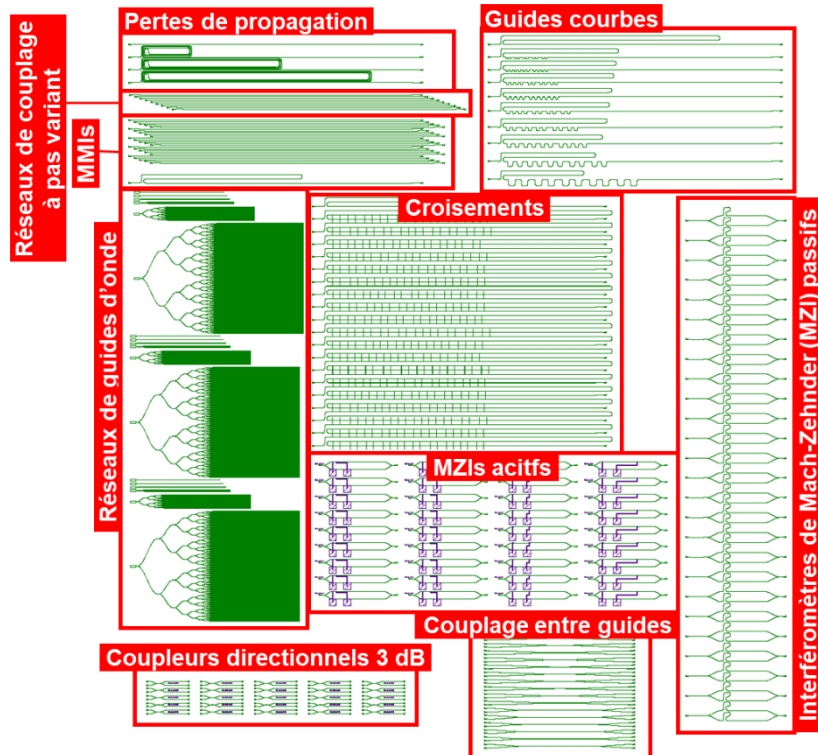 Pertes de propagation
Guides courbes
Réseaux de couplage
à pas variant
MMIs
Réseaux de guides d'onde
Croisements
MZIs acitfs
Interféromètres de Mach-Zehnder (MZI) passifs
Couplage entre guides
Coupleurs directionnels 3 dB